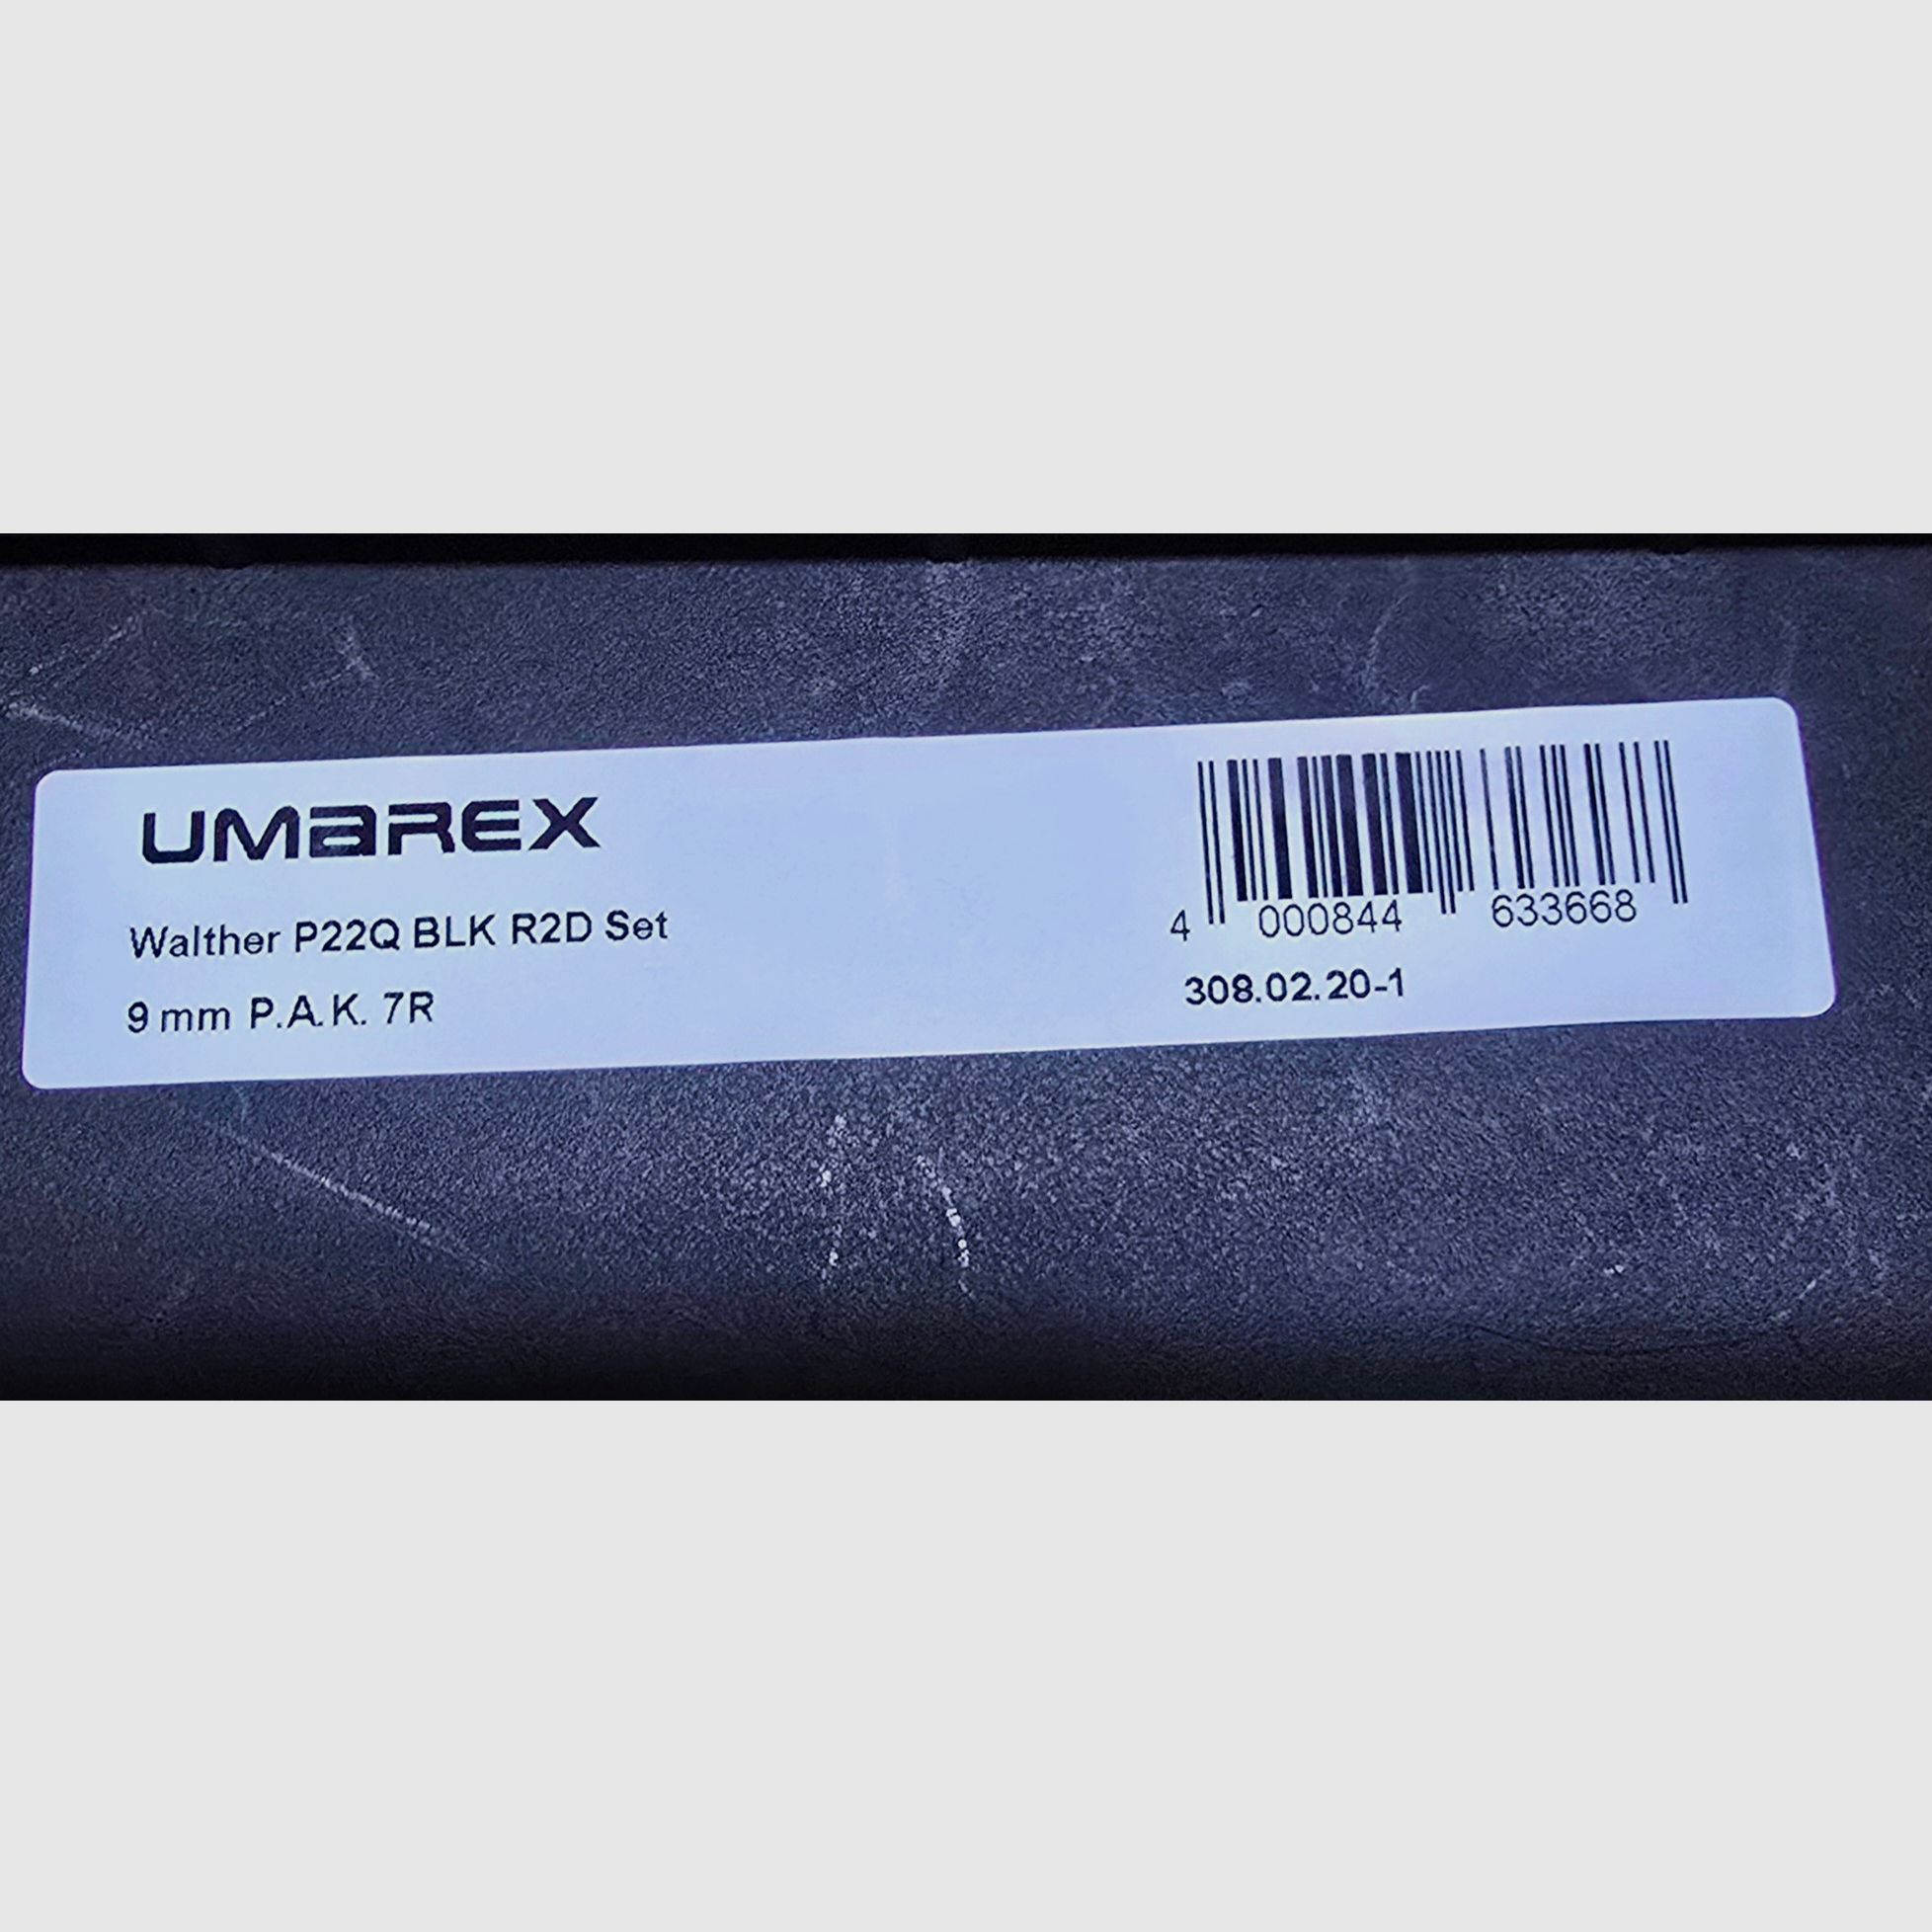 UMAREX
Walther P22Q BLK R2D Set
9 mm P.A.K. 7R
4 000844 633668
308.02.20-1